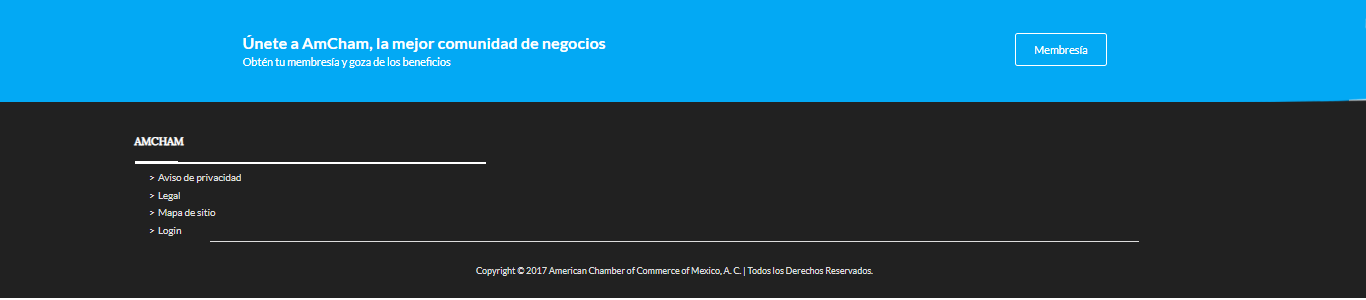 Únete a AmCham, la mejor comunidad de negocios
Obtén tu membresía y goza de los beneficios
Membresía
AMCHAM
> Aviso de privacidad
> Legal
> Mapa de sitio
> Login
Copyright © 2017 American Chamber of Commerce of Mexico, A. C. | Todos los Derechos Reservados.